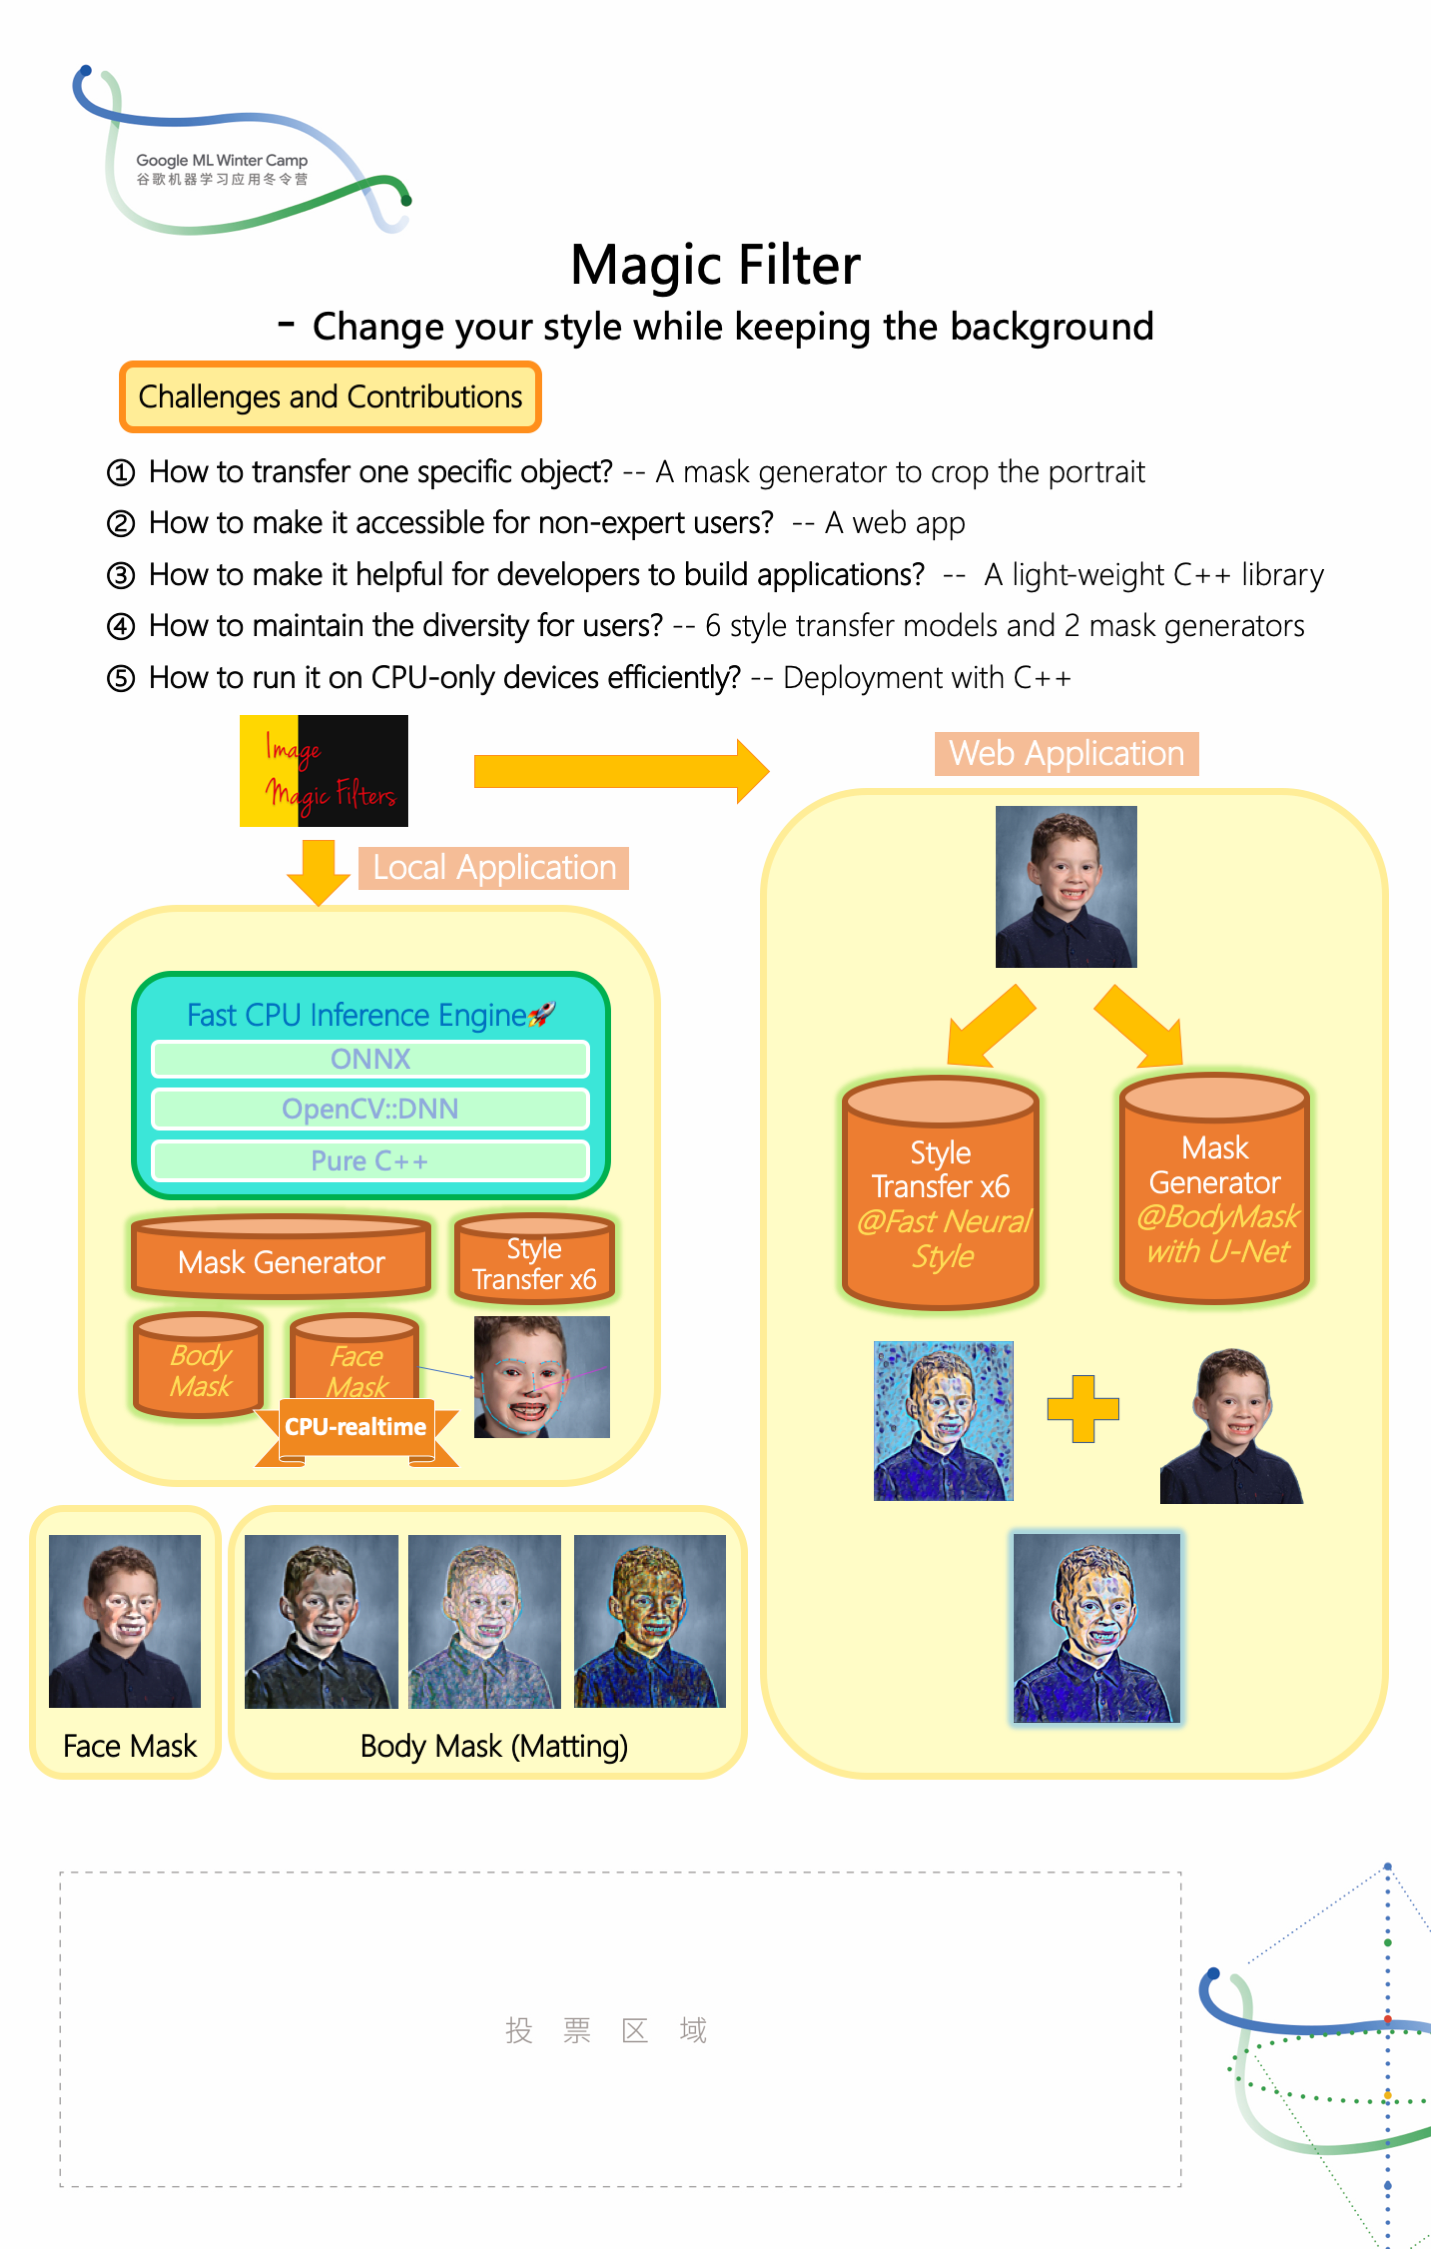 Google ML Winter Camp
谷歌机器学习应用冬令营
Magic Filter
- Change your style while keeping the background
Challenges and Contributions
① How to transfer one specific object? -- A mask generator to crop the portrait
② How to make it accessible for non-expert users? -- A web app
③ How to make it helpful for developers to build applications? -- A light-weight C++ library
④ How to maintain the diversity for users? -- 6 style transfer models and 2 mask generators
⑤ How to run it on CPU-only devices efficiently? -- Deployment with C++
Image
Magic Filters
Local Application
Fast CPU Inference Engine🚀
ONNX
OpenCV::DNN
Pure C++
Mask Generator
Style
Transfer x6
Body
Mask
Face
Mask
CPU-realtime
Face Mask
Body Mask (Matting)
Web Application
Style
Transfer x6
@Fast Neural
Style
Mask
Generator
@BodyMask
with U-Net
投票区域